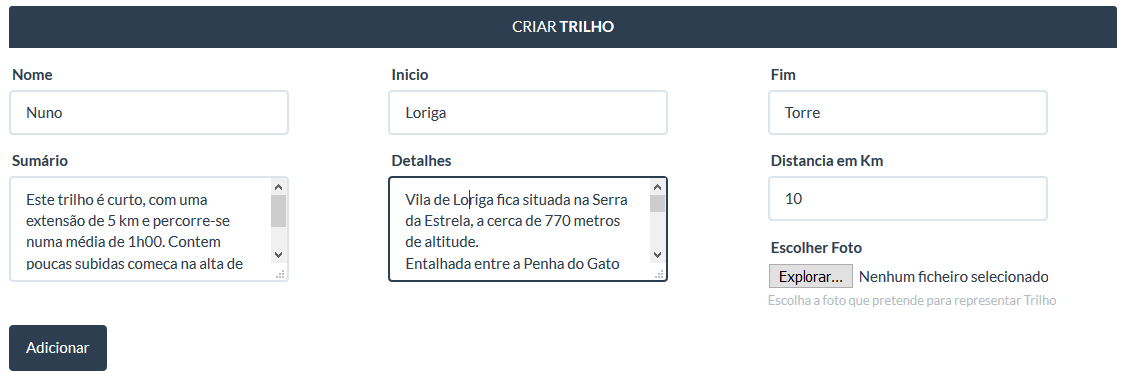 CRIAR TRILHO
Nome
Inicio
Fim
Nuno
Loriga
Torre
Sumário
Detalhes
Distancia em Km
Este trilho é curto, com uma
extensão de 5 km e percorre-se
numa média de 1h00. Contem
poucas subidas começa na alta de
Vila de Loriga fica situada na Serra
da Estrela, a cerca de 770 metros
de altitude.
Entalhada entre a Penha do Gato
10
Escolher Foto
Explorar... Nenhum ficheiro selecionado
Escolha a foto que pretende para representar Trilho
Adicionar